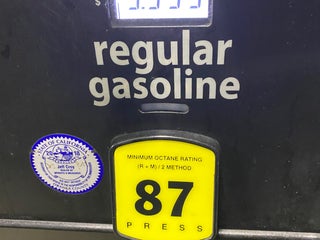 $
regular
gasoline
MINIMUM OCTANE RATING
(R + M) / 2 METHOD
87
PRESS